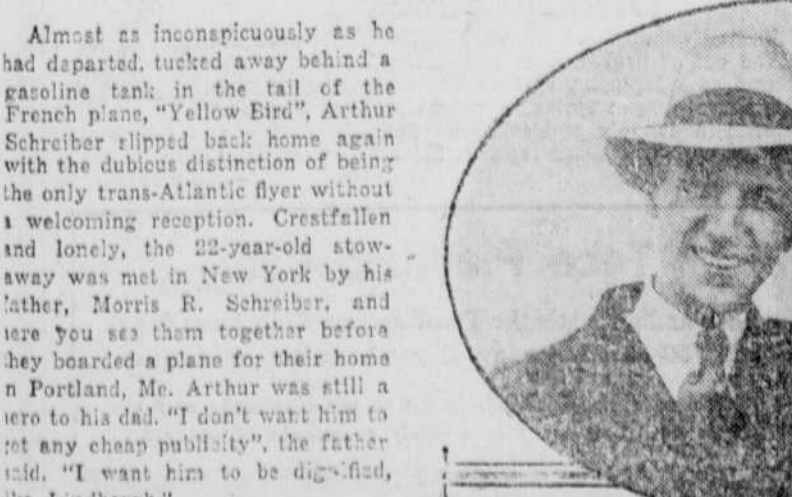 Almost as inconspicuously as he
had departed, tucked away behind a
gasoline tank in the tail of the
French plane, "Yellow Bird", Arthur
Schreiber slipped back home again
with the dubious distinction of being
the only trans-Atlantic flyer without
a welcoming reception. Crestfallen
and lonely, the 22-year-old stow-
away was met in New York by his
father, Morris R. Schreiber, and
here you see them together before
they boarded a plane for their home
in Portland, Me. Arthur was still a
hero to his dad. "I don't want him to
get any cheap publicity", the father
said. "I want him to be dignified,